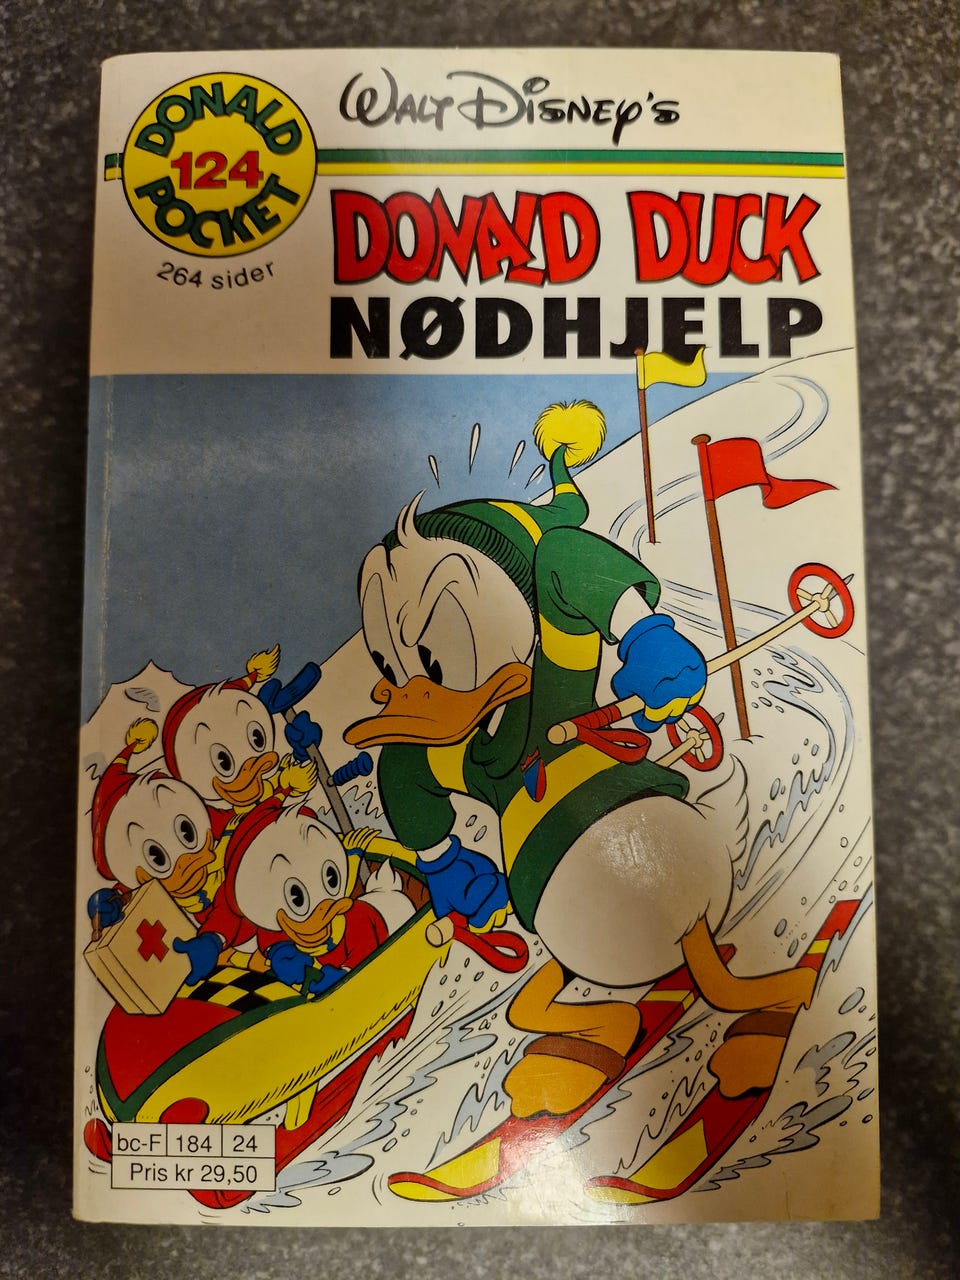 DONALD
124
POCKET
264 sider
WALT DISNEY'S
DONALD DUCK
NØDHJELP
bc-F 184 24
Pris kr 29,50